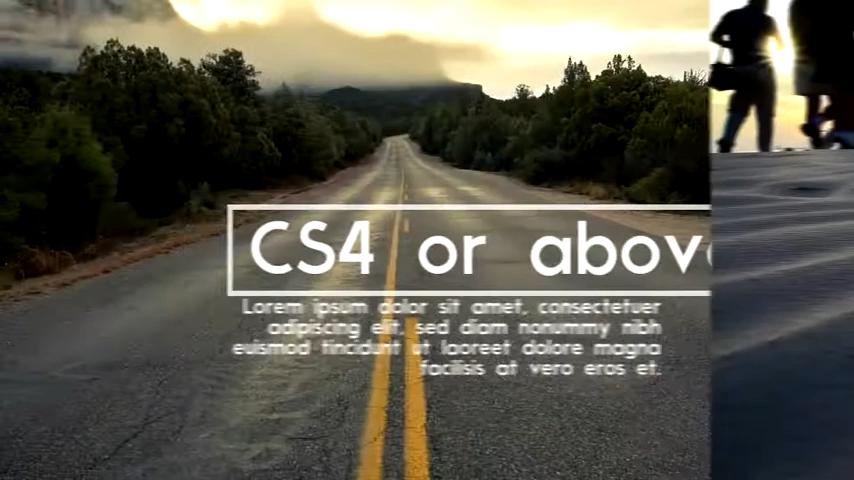 CS4 or above
Lorem ipsum dolor sit amet, consectetuer
adipiscing elit, sed diam nonummy nibh
euismod tincidunt ut laoreet dolore magna
facilisis at vero eros et.